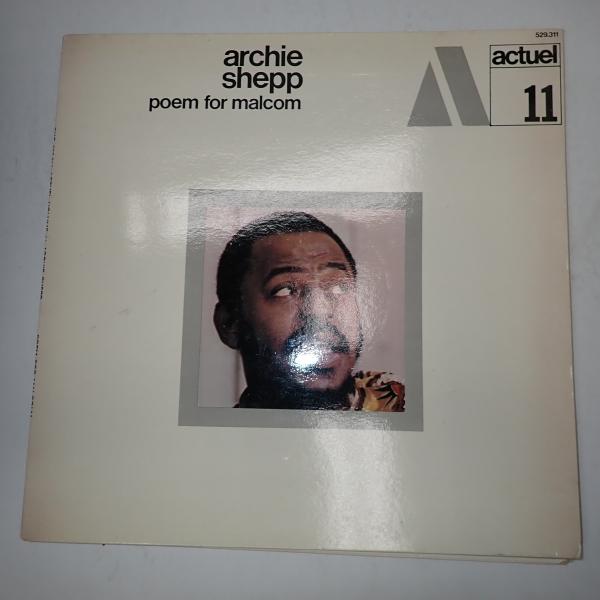 529.311
archie
shepp
poem for malcom
actuel
11